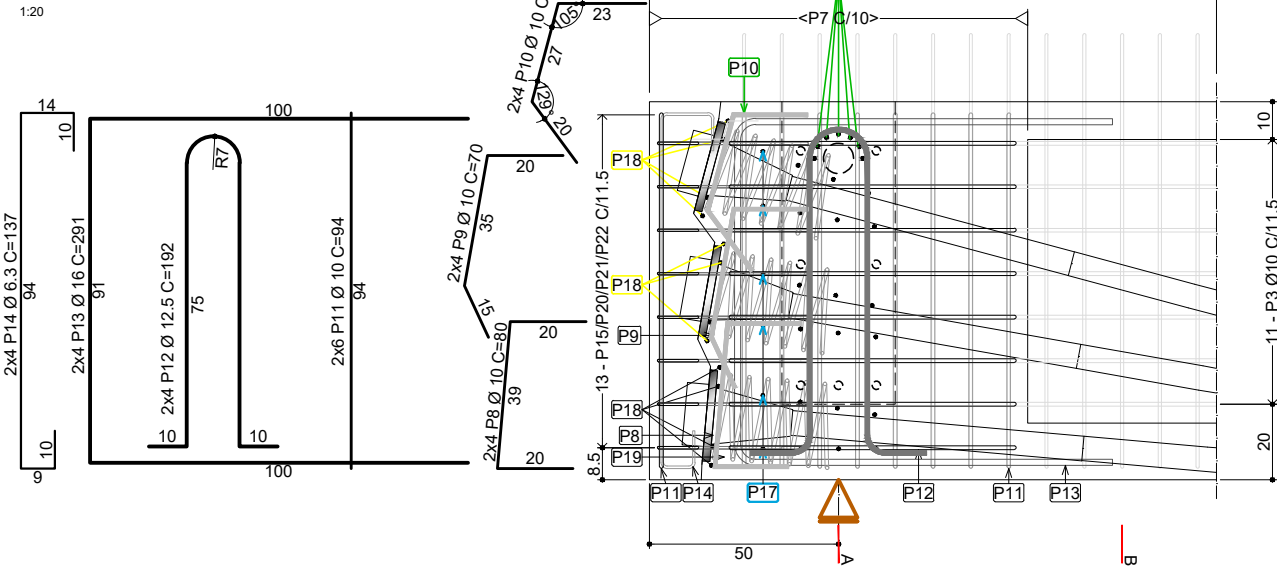 1:20
14
10
2x4 P14 Ø 6.3 C=137
94
10
9
100
2x4 P13 Ø 16 C=291
91
100
R7
2x4 P12 Ø 12.5 C=192
75
10
10
2x6 P11 Ø 10 C=94
94
2x4 P10 Ø 10 C
105°
23
27
129°
20
20
2x4 P9 Ø 10 C=70
35
15
20
2x4 P8 Ø 10 C=80
39
20
<P7 C/10>
P10
P18
13 - P15/P20/P21/P22 C/11.5
P18
P9
P18
P8
P19
8.5
P11
P14
P17
P12
P11
P13
10
11 - P3 Ø10 C/11.5
20
50
A
B